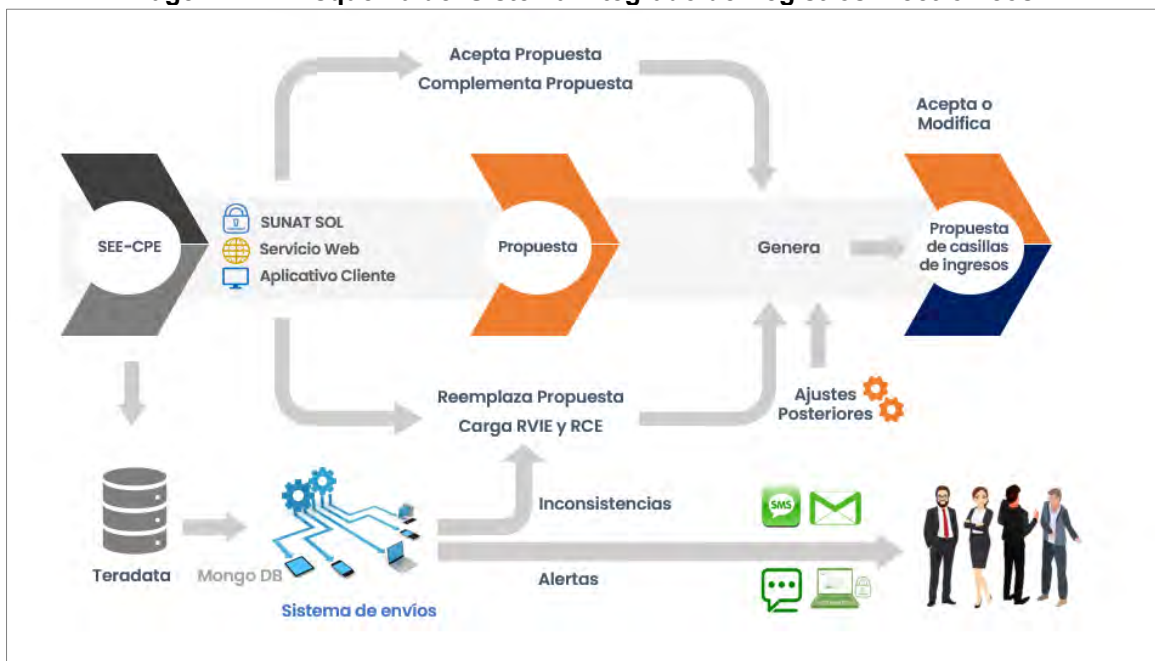 Acepta Propuesta
Complementa Propuesta
Acepta o
Modifica
SEE-CPE
SUNAT SOL
Servicio Web
Aplicativo Cliente
Propuesta
Genera
Propuesta
de casillas
de ingresos
Reemplaza Propuesta
Carga RVIE y RCE
Ajustes
Posteriores
Inconsistencias
SMS
Teradata
Mongo DB
Alertas
Sistema de envíos